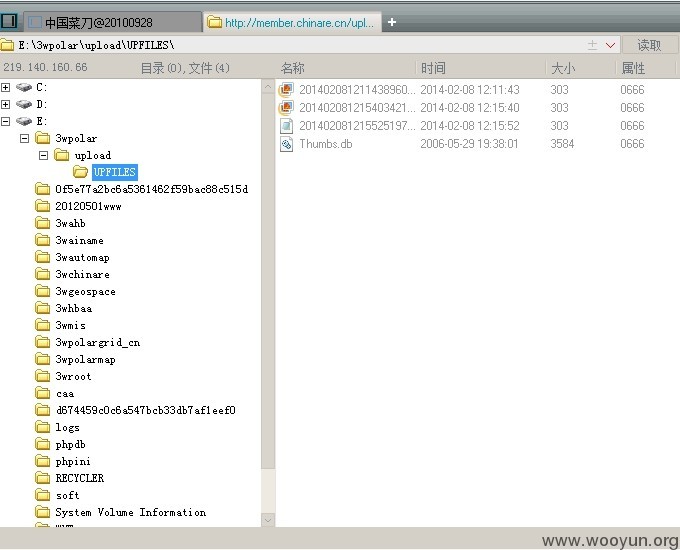 中国菜刀@20100928
http://member.chinare.cn/upl...
E:\3wpolar\upload\UPFILES\
读取
219.140.160.66 目录(0),文件(4)
名称 时间 大小 属性
C:
D:
E:
3wpolar
upload
UPFILES
0f5e77a2bc6a5361462f59bac88c515d
20120501www
3wahb
3wainame
3wautomap
3wchinare
3wgeospace
3whbaa
3wmis
3wpolargrid_cn
3wpolarmap
3wroot
caa
d674459c0c6a547bcb33db7af1eef0
logs
phpdb
phpini
RECYCLER
soft
System Volume Information
201402081211438960... 2014-02-08 12:11:43 303 0666
201402081215403421... 2014-02-08 12:15:40 303 0666
201402081215525197... 2014-02-08 12:15:52 303 0666
Thumbs.db 2006-05-29 19:38:01 3584 0666
www.wooyun.org